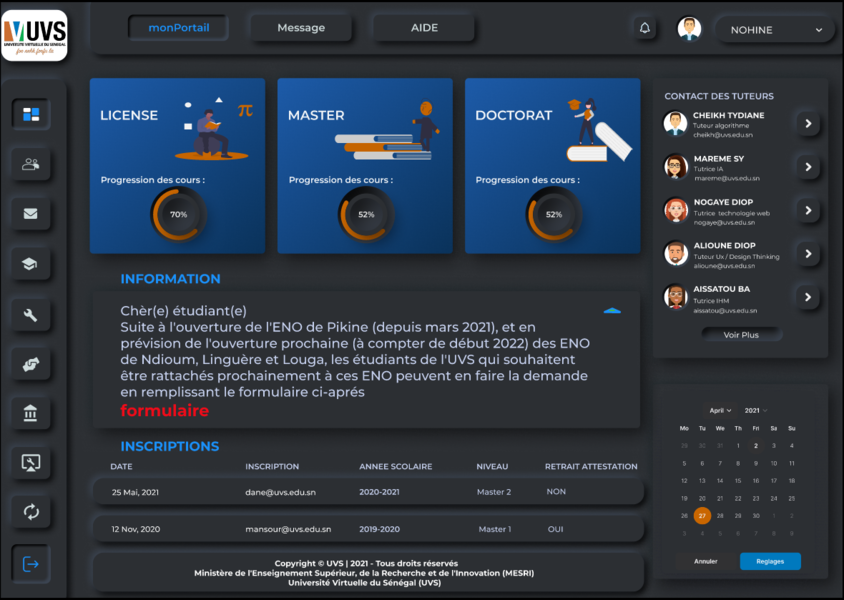 UVS
UNIVERSITÉ VIRTUELLE DU SÉNÉGAL
monPortail
Message
AIDE
NOHINE
LICENSE
π
Progression des cours :
70%
MASTER
Progression des cours :
52%
DOCTORAT
Progression des cours :
52%
CONTACT DES TUTEURS
CHEIKH TYDIANE
Tuteur algorithme
cheikh@uvs.edu.sn
MAREME SY
Tutrice IA
mareme@uvs.edu.sn
NOGAYE DIOP
Tutrice technologie web
nogaye@uvs.edu.sn
ALIOUNE DIOP
Tuteur Ux / Design Thinking
alioune@uvs.edu.sn
AISSATOU BA
Tutrice IHM
aissatou@uvs.edu.sn
Voir Plus
INFORMATION
Chèr(e) étudiant(e)
Suite à l'ouverture de l'ENO de Pikine (depuis mars 2021), et en
prévision de l'ouverture prochaine (à compter de début 2022) des ENO
de Ndioum, Linguère et Louga, les étudiants de l'UVS qui souhaitent
être rattachés prochainement à ces ENO peuvent en faire la demande
en remplissant le formulaire ci-aprés
formulaire
INSCRIPTIONS
DATE INSCRIPTION ANNEE SCOLAIRE NIVEAU RETRAIT ATTESTATION
25 Mai, 2021 dane@uvs.edu.sn 2020-2021 Master 2 NON
12 Nov, 2020 mansour@uvs.edu.sn 2019-2020 Master 1 OUI
Copyright © UVS | 2021 - Tous droits réservés
Ministère de l'Enseignement Supérieur, de la Recherche et de l'Innovation (MESRI)
Université Virtuelle du Sénégal (UVS)
April 2021
Mo Tu We Th Fri Sa Su
29 30 31 1 2 3 4
5 6 7 8 9 10 11
12 13 14 15 16 17 18
19 20 21 22 23 24 25
26 27 28 29 30 1 2
3 4 5 6 7 8 9
Annuler
Reglages